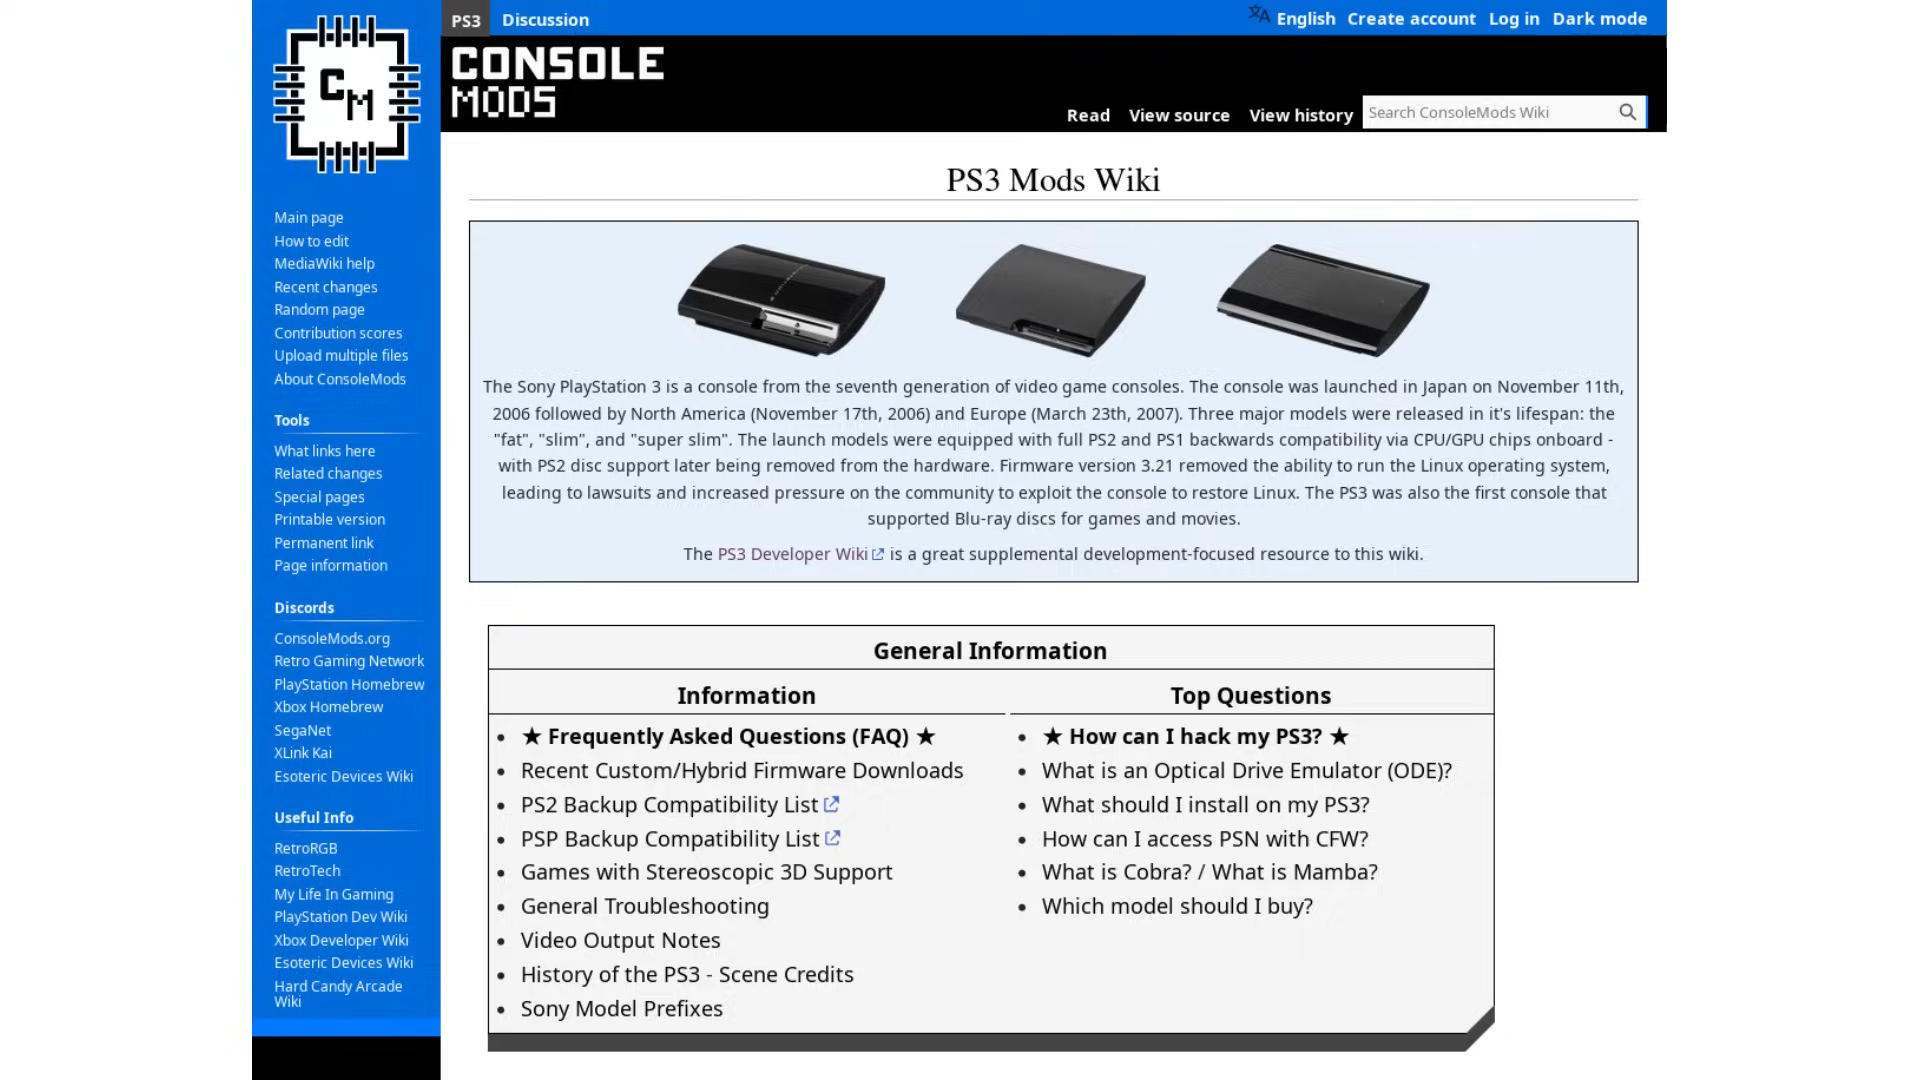 PS3 Discussion
English Create account Log in Dark mode
CM
CONSOLE
MODS
Read View source View history Search ConsoleMods Wiki
Main page
How to edit
MediaWiki help
Recent changes
Random page
Contribution scores
Upload multiple files
About ConsoleMods
Tools
What links here
Related changes
Special pages
Printable version
Permanent link
Page information
Discords
ConsoleMods.org
Retro Gaming Network
PlayStation Homebrew
Xbox Homebrew
SegaNet
XLink Kai
Esoteric Devices Wiki
Useful Info
RetroRGB
RetroTech
My Life In Gaming
PlayStation Dev Wiki
Xbox Developer Wiki
Esoteric Devices Wiki
Hard Candy Arcade
Wiki
PS3 Mods Wiki
The Sony PlayStation 3 is a console from the seventh generation of video game consoles. The console was launched in Japan on November 11th,
2006 followed by North America (November 17th, 2006) and Europe (March 23th, 2007). Three major models were released in it's lifespan: the
"fat", "slim", and "super slim". The launch models were equipped with full PS2 and PS1 backwards compatibility via CPU/GPU chips onboard -
with PS2 disc support later being removed from the hardware. Firmware version 3.21 removed the ability to run the Linux operating system,
leading to lawsuits and increased pressure on the community to exploit the console to restore Linux. The PS3 was also the first console that
supported Blu-ray discs for games and movies.
The PS3 Developer Wiki is a great supplemental development-focused resource to this wiki.
General Information
Information
★ Frequently Asked Questions (FAQ) ★
Recent Custom/Hybrid Firmware Downloads
PS2 Backup Compatibility List
PSP Backup Compatibility List
Games with Stereoscopic 3D Support
General Troubleshooting
Video Output Notes
History of the PS3 - Scene Credits
Sony Model Prefixes
Top Questions
★ How can I hack my PS3? ★
What is an Optical Drive Emulator (ODE)?
What should I install on my PS3?
How can I access PSN with CFW?
What is Cobra? / What is Mamba?
Which model should I buy?